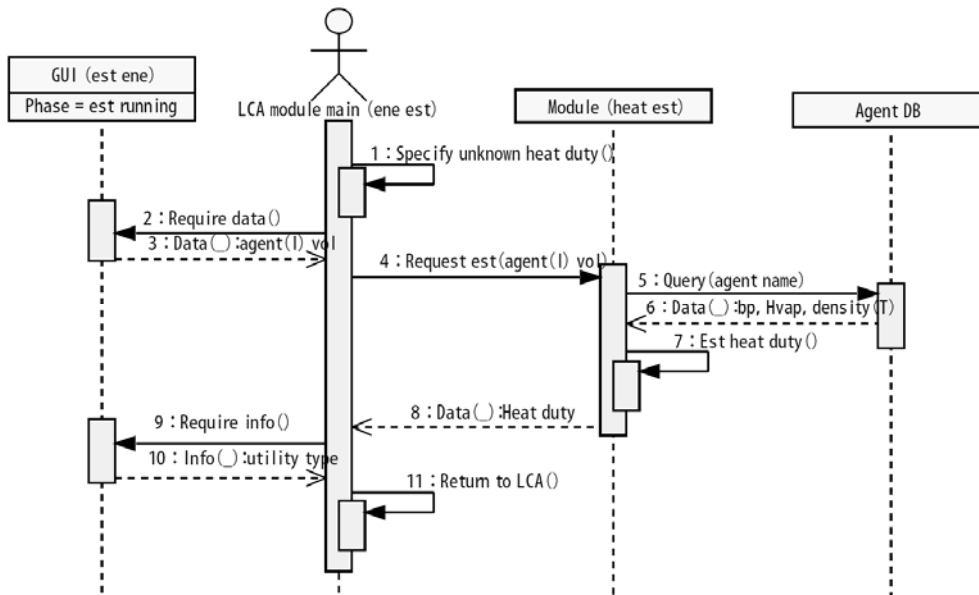 GUI (est ene)
Phase = est running
LCA module main (ene est)
Module (heat est)
Agent DB
1：Specify unknown heat duty()
2：Require data()
3：Data(_)：agent(l) vol
4：Request est(agent(l) vol)
5：Query(agent name)
6：Data(_)：bp, Hvap, density(T)
7：Est heat duty()
8：Data(_)：Heat duty
9：Require info()
10：Info(_)：utility type
11：Return to LCA()